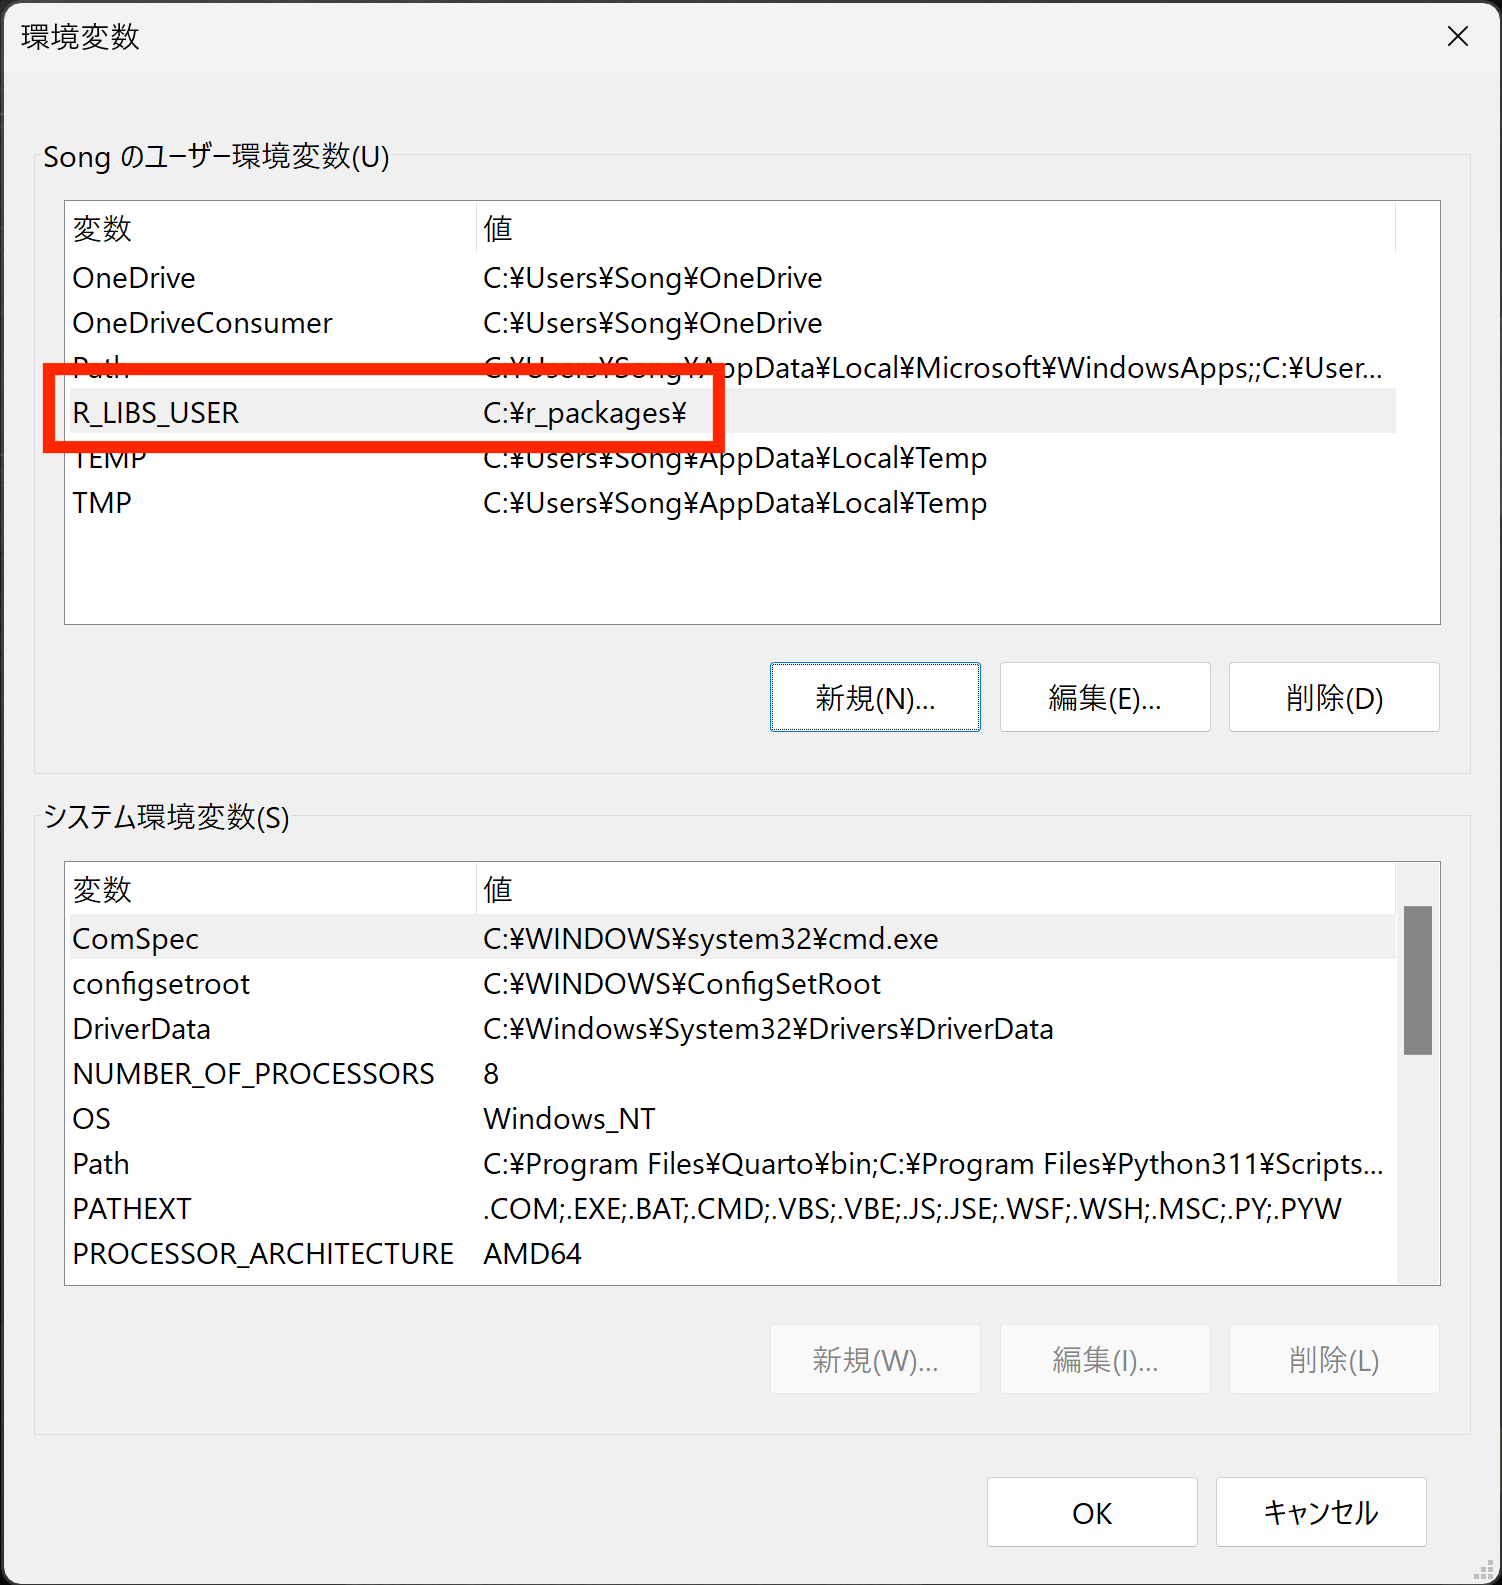 環境変数
Song のユーザー環境変数(U)
変数 値
OneDrive C:¥Users¥Song¥OneDrive
OneDriveConsumer C:¥Users¥Song¥OneDrive
Path C:¥Users¥Song¥AppData¥Local¥Microsoft¥WindowsApps;;C:¥User...
R_LIBS_USER C:¥r_packages¥
TEMP C:¥Users¥Song¥AppData¥Local¥Temp
TMP C:¥Users¥Song¥AppData¥Local¥Temp
新規(N)... 編集(E)... 削除(D)
システム環境変数(S)
変数 値
ComSpec C:¥WINDOWS¥system32¥cmd.exe
configsetroot C:¥WINDOWS¥ConfigSetRoot
DriverData C:¥Windows¥System32¥Drivers¥DriverData
NUMBER_OF_PROCESSORS 8
OS Windows_NT
Path C:¥Program Files¥Quarto¥bin;C:¥Program Files¥Python311¥Scripts...
PATHEXT .COM;.EXE;.BAT;.CMD;.VBS;.VBE;.JS;.JSE;.WSF;.WSH;.MSC;.PY;.PYW
PROCESSOR_ARCHITECTURE AMD64
新規(W)... 編集(I)... 削除(L)
OK キャンセル